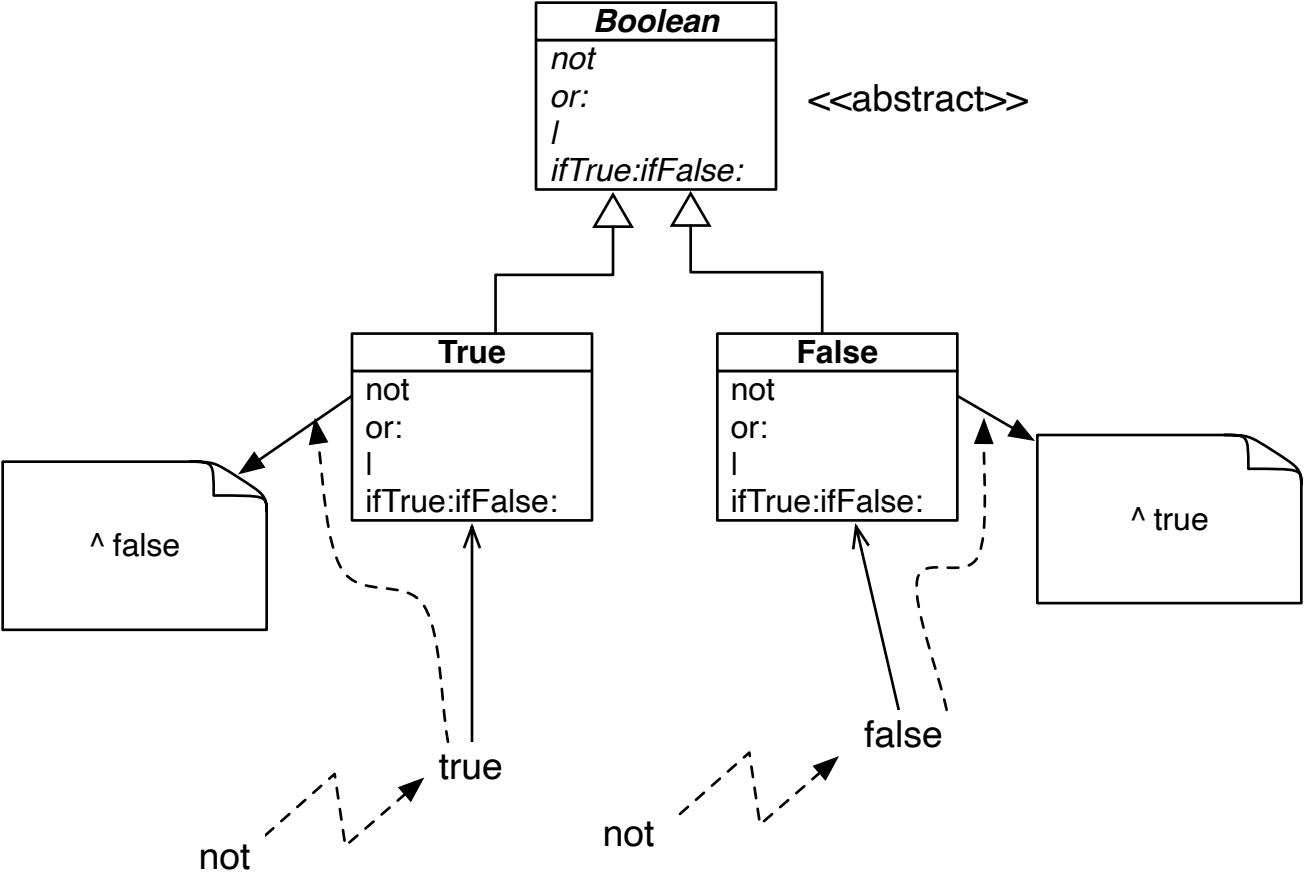 Boolean
not
or:
|
ifTrue:ifFalse:
<<abstract>>
True
not
or:
|
ifTrue:ifFalse:
False
not
or:
|
ifTrue:ifFalse:
^ false
^ true
true
false
not
not